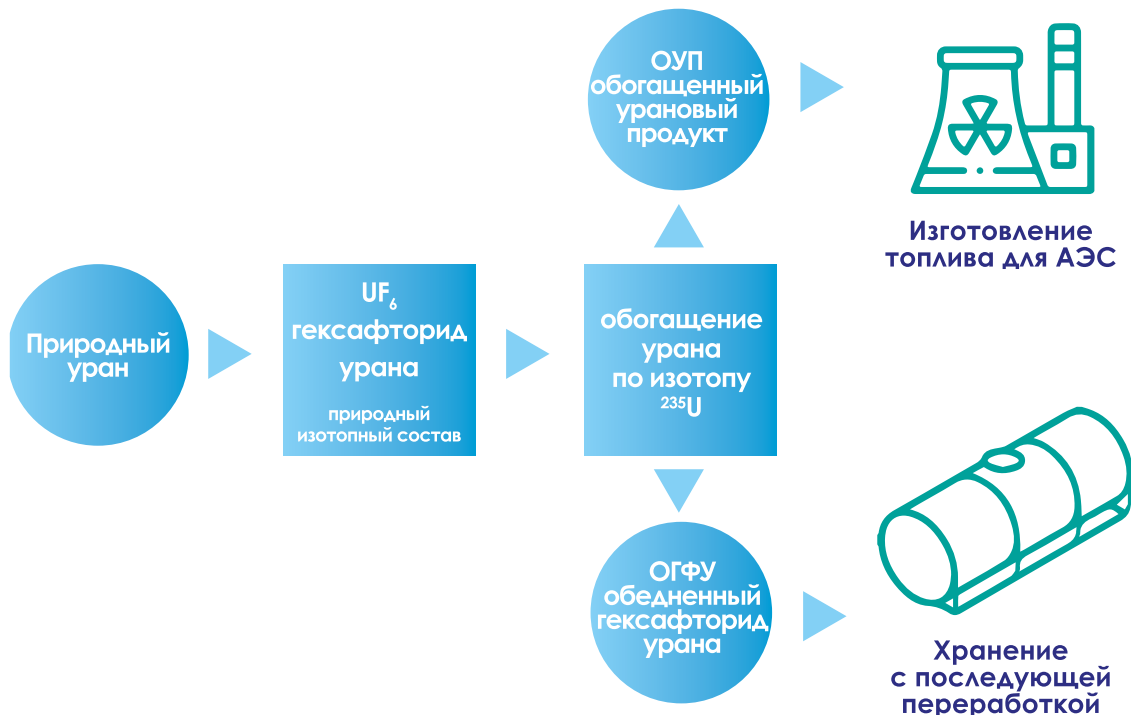 Природный
уран
UF₆
гексафторид
урана
природный
изотопный состав
обогащение
урана
по изотопу
²³⁵U
ОУП
обогащенный
урановый
продукт
Изготовление
топлива для АЭС
ОГФУ
обедненный
гексафторид
урана
Хранение
с последующей
переработкой